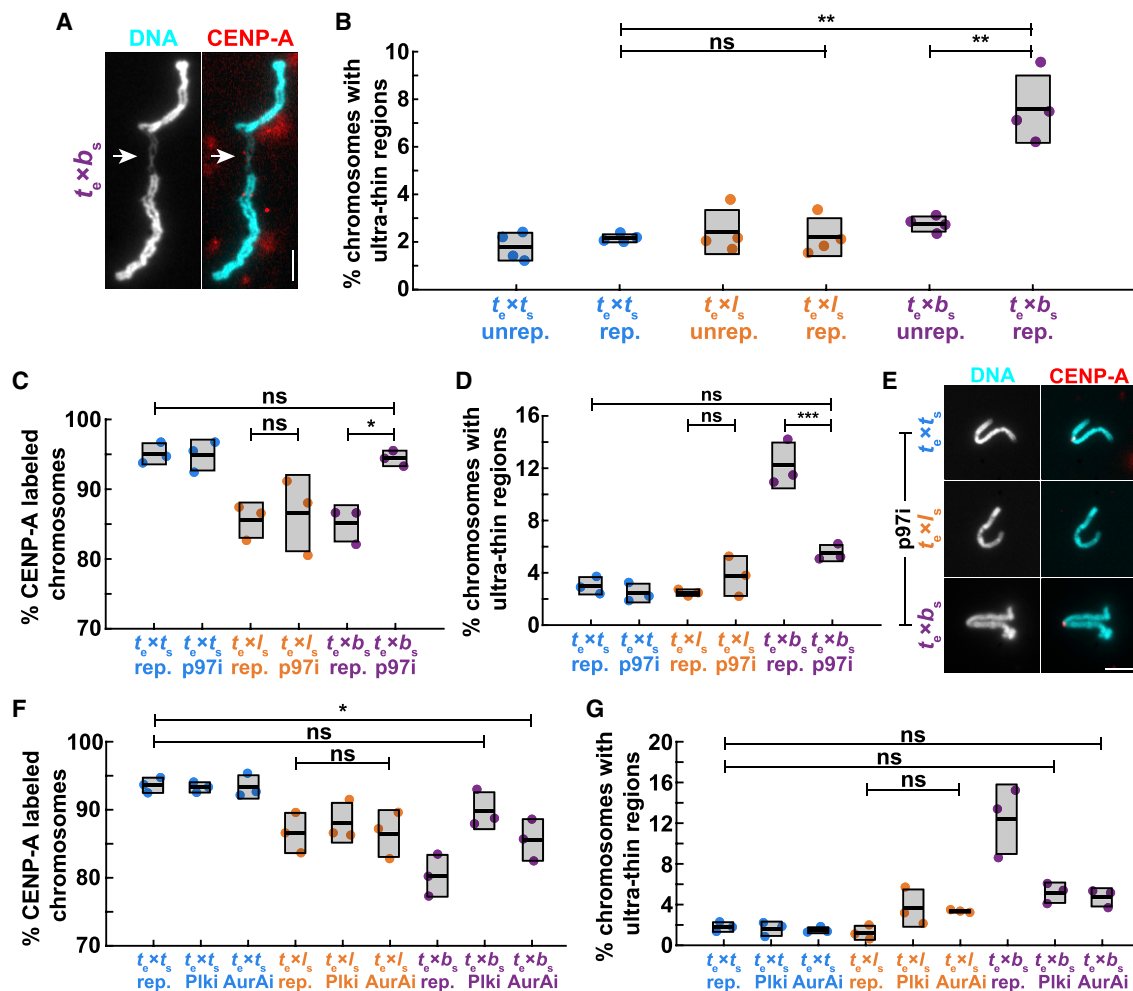 A
DNA CENP-A
te×bs
B
% chromosomes with
ultra-thin regions
10
8
6
4
2
0
**
ns **
te×ts te×ts te×ls te×ls te×bs te×bs
unrep. rep. unrep. rep. unrep. rep.
C
% CENP-A labeled
chromosomes
100
90
80
70
ns
ns *
te×ts te×ts te×ls te×ls te×bs te×bs
rep. p97i rep. p97i rep. p97i
D
% chromosomes with
ultra-thin regions
16
12
8
4
0
ns
ns ***
te×ts te×ts te×ls te×ls te×bs te×bs
rep. p97i rep. p97i rep. p97i
E
DNA CENP-A
p97i
te×ts
te×ls
te×bs
F
% CENP-A labeled
chromosomes
100
90
80
70
*
ns
ns
te×ts te×ts te×ts te×ls te×ls te×ls te×bs te×bs te×bs
rep. Plki AurAi rep. Plki AurAi rep. Plki AurAi
G
% chromosomes with
ultra-thin regions
20
16
12
8
4
0
ns
ns
ns
te×ts te×ts te×ts te×ls te×ls te×ls te×bs te×bs te×bs
rep. Plki AurAi rep. Plki AurAi rep. Plki AurAi